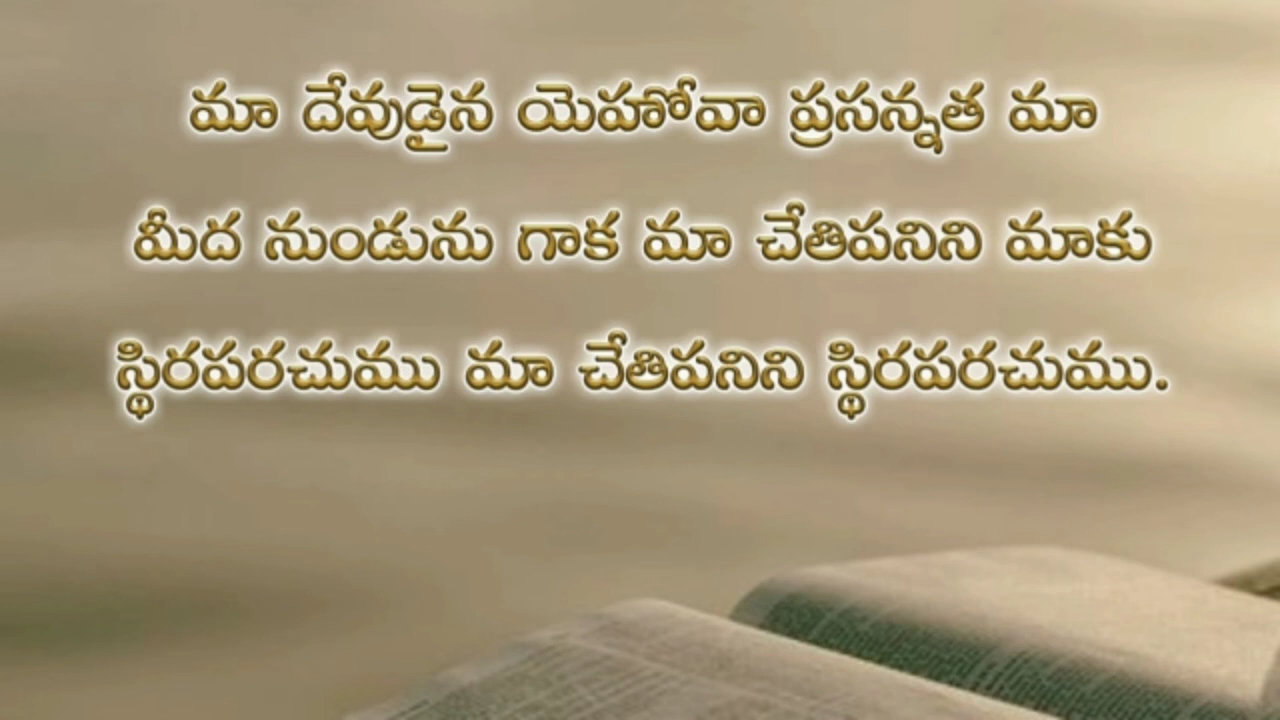 మా దేవుడైన యెహోవా ప్రసన్నత మా
మీద నుండును గాక మా చేతిపనిని మాకు
స్థిరపరచుము మా చేతిపనిని స్థిరపరచుము.